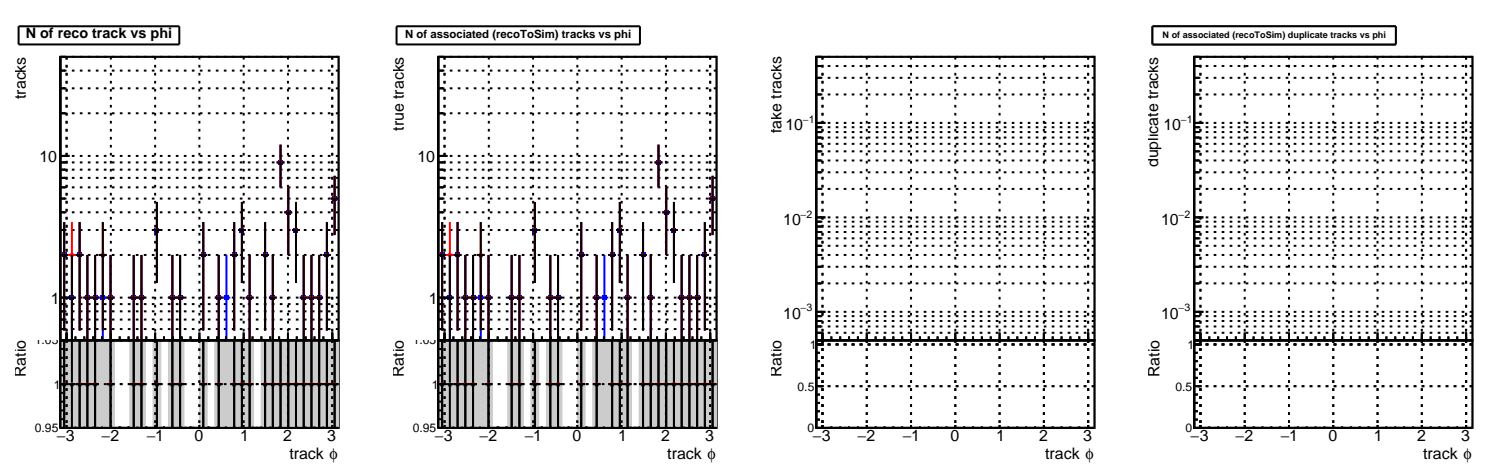 N of reco track vs phi
tracks
10
1
Ratio
1.05
1
0.95
−3 −2 −1 0 1 2 3
track ϕ
N of associated (recoToSim) tracks vs phi
true tracks
10
1
Ratio
1.05
1
0.95
−3 −2 −1 0 1 2 3
track ϕ
fake tracks
10−1
10−2
10−3
Ratio
1
0.5
0
−3 −2 −1 0 1 2 3
track ϕ
N of associated (recoToSim) duplicate tracks vs phi
duplicate tracks
10−1
10−2
10−3
Ratio
1
0.5
0
−3 −2 −1 0 1 2 3
track ϕ